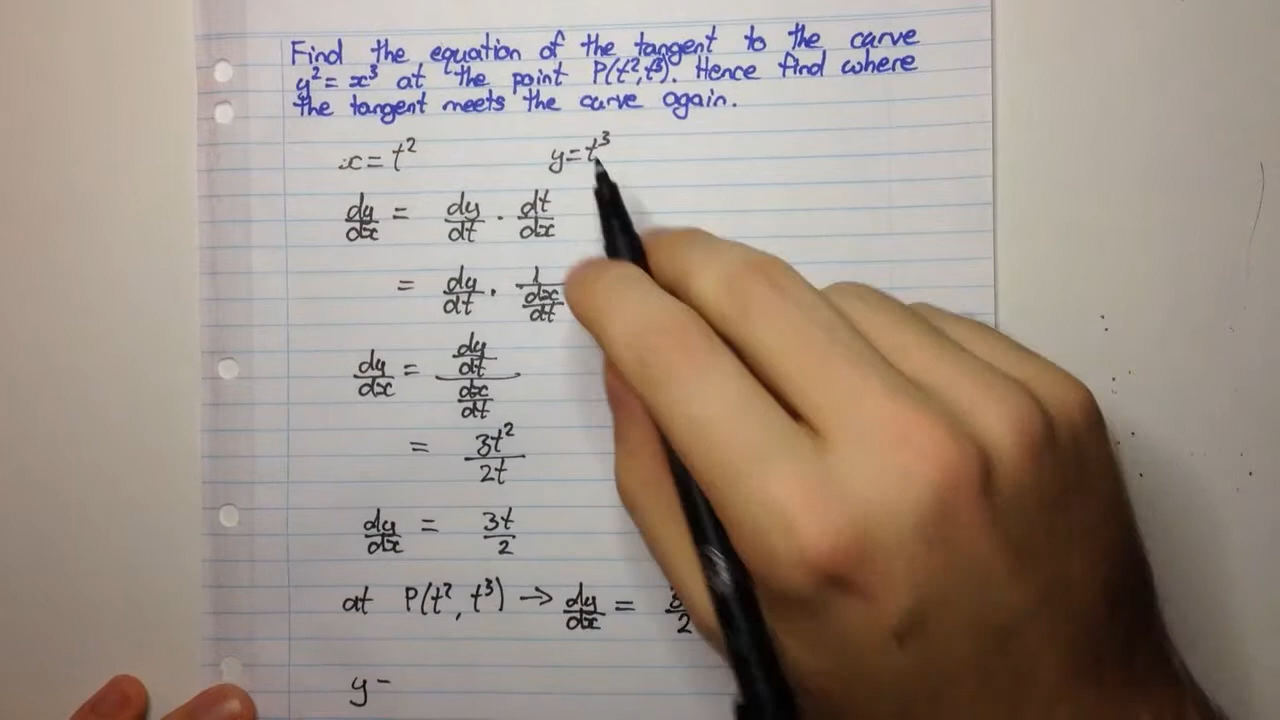 Find the equation of the tangent to the curve
y² = x³ at the point P(t², t³). Hence find where
the tangent meets the curve again.
x = t² y = t³
dy/dx = dy/dt · dt/dx
= dy/dt · 1/(dx/dt)
dy/dx = (dy/dt)/(dx/dt)
= 3t²/2t
dy/dx = 3t/2
at P(t², t³) → dy/dx = 3/2
y -